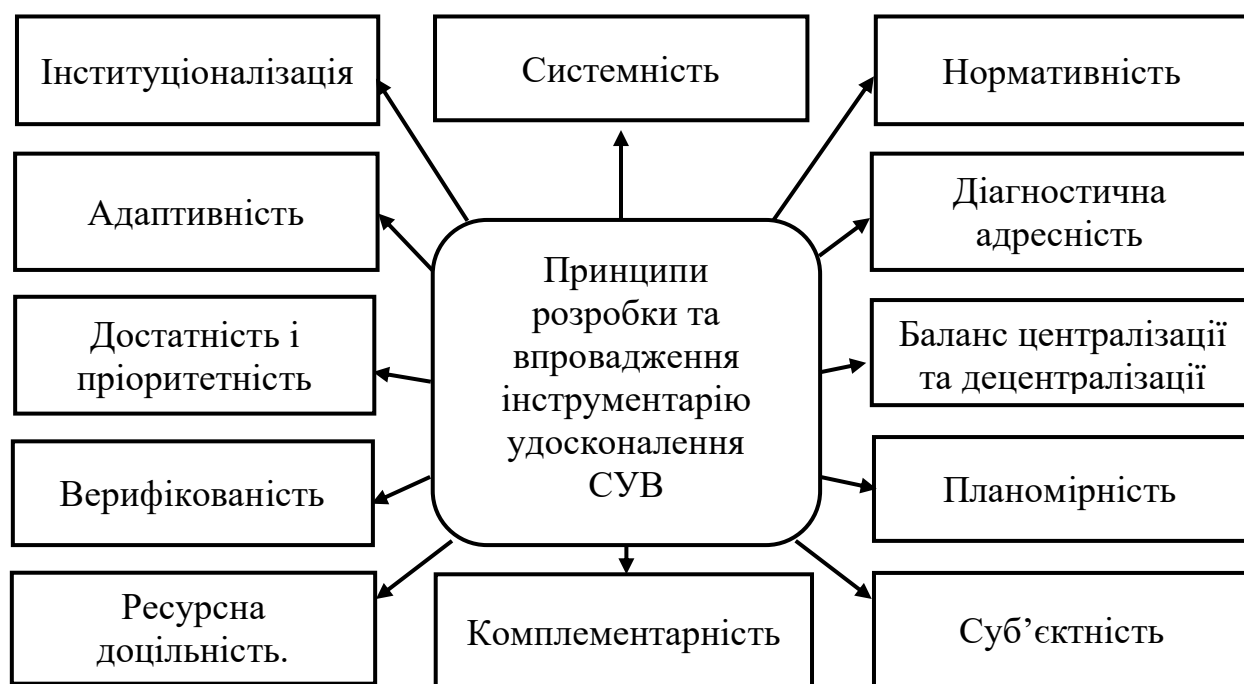 Інституціоналізація
Системність
Нормативність
Адаптивність
Діагностична
адресність
Принципи
розробки та
впровадження
інструментарію
удосконалення
СУВ
Достатність і
пріоритетність
Баланс централізації
та децентралізації
Верифікованість
Планомірність
Ресурсна
доцільність.
Комплементарність
Суб’єктність